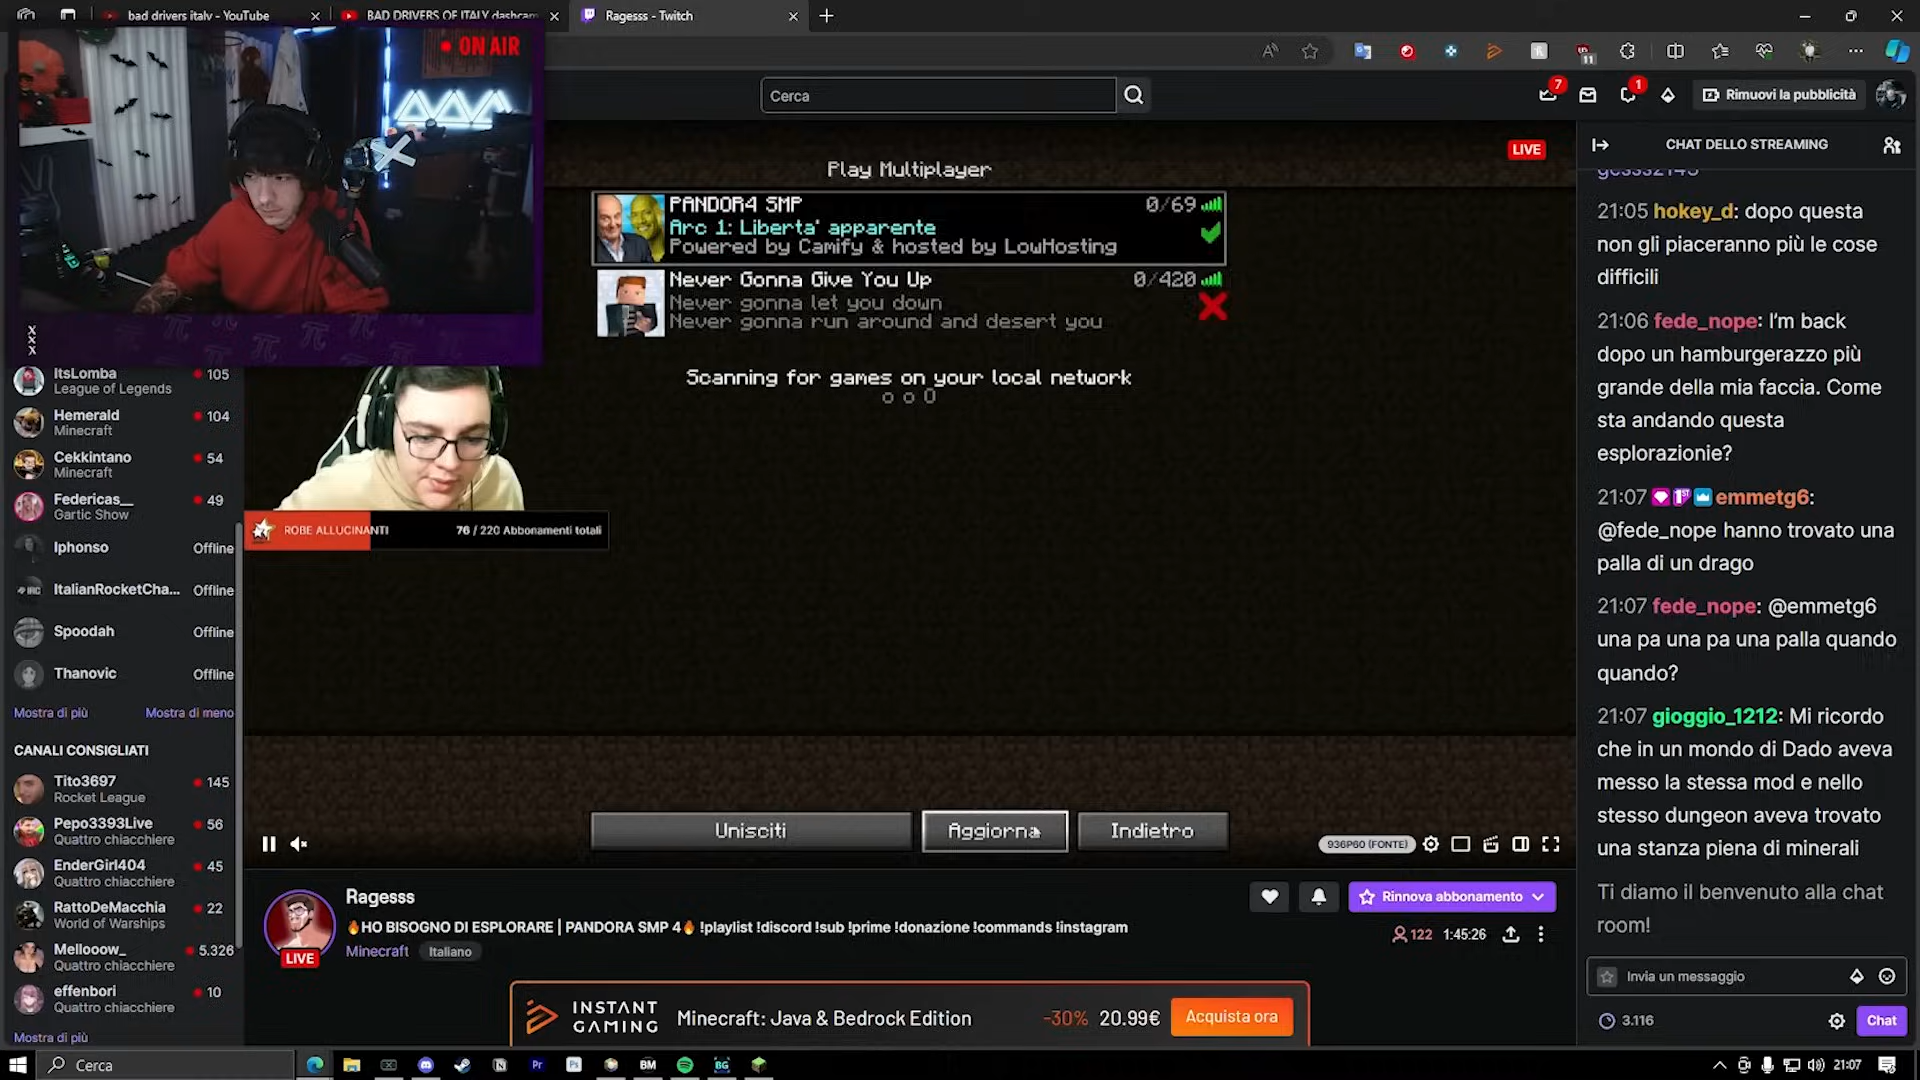 bad drivers italy - YouTube
BAD DRIVERS OF ITALY dashcam
Ragesss - Twitch
ON AIR
11
Cerca
7
1
Rimuovi la pubblicità
LIVE
Play Multiplayer
PANDOR4 SMP
0/69
Arc 1: Liberta' apparente
Powered by Camify & hosted by LowHosting
Never Gonna Give You Up
0/420
Never gonna let you down
Never gonna run around and desert you
Scanning for games on your local network
o o O
X
X
X
ItsLomba
105
League of Legends
Hemerald
104
Minecraft
Cekkintano
54
Minecraft
Federicas__
49
Gartic Show
Iphonso
Offline
ItalianRocketCha...
Offline
Spoodah
Offline
Thanovic
Offline
Mostra di più
Mostra di meno
CANALI CONSIGLIATI
Tito3697
145
Rocket League
Pepo3393Live
56
Quattro chiacchiere
EnderGirl404
45
Quattro chiacchiere
RattoDeMacchia
22
World of Warships
Mellooow_
5.326
Quattro chiacchiere
effenbori
10
Quattro chiacchiere
Mostra di più
ROBE ALLUCINANTI
76 / 220 Abbonamenti totali
Unisciti
Aggiorna
Indietro
936P60 (FONTE)
Ragesss
Rinnova abbonamento
🔥HO BISOGNO DI ESPLORARE | PANDORA SMP 4🔥 !playlist !discord !sub !prime !donazione !commands !instagram
LIVE
Minecraft
Italiano
122
1:45:26
INSTANT GAMING
Minecraft: Java & Bedrock Edition
-30%
20.99€
Acquista ora
CHAT DELLO STREAMING
21:05 hokey_d: dopo questa
non gli piaceranno più le cose
difficili
21:06 fede_nope: I'm back
dopo un hamburgerazzo più
grande della mia faccia. Come
sta andando questa
esplorazionie?
21:07 emmetg6:
@fede_nope hanno trovato una
palla di un drago
21:07 fede_nope: @emmetg6
una pa una pa una palla quando
quando?
21:07 gioggio_1212: Mi ricordo
che in un mondo di Dado aveva
messo la stessa mod e nello
stesso dungeon aveva trovato
una stanza piena di minerali
Ti diamo il benvenuto alla chat
room!
Invia un messaggio
3.116
Chat
Cerca
Pr
Ps
BM
BG
21:07